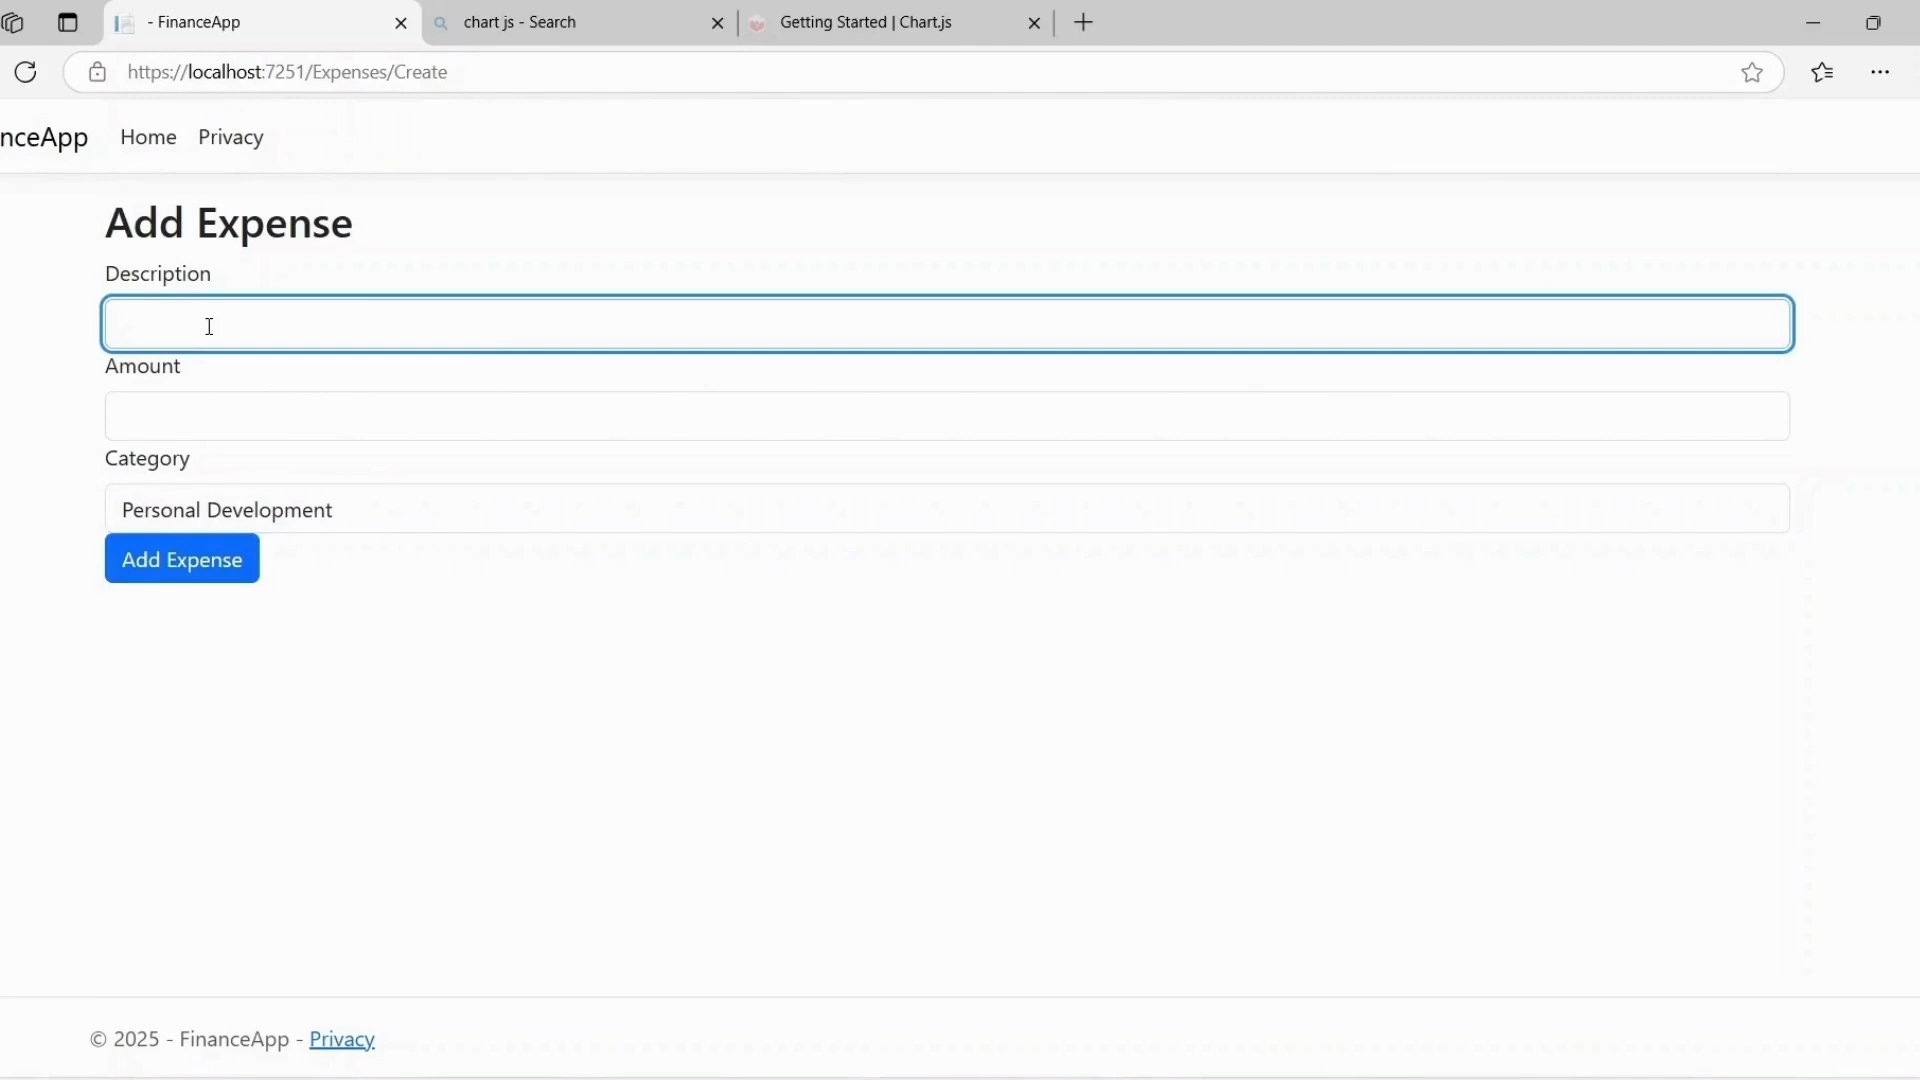 - FinanceApp
chart js - Search
Getting Started | Chart.js
https://localhost:7251/Expenses/Create
nceApp
Home
Privacy
Add Expense
Description
Amount
Category
Personal Development
Add Expense
© 2025 - FinanceApp - Privacy